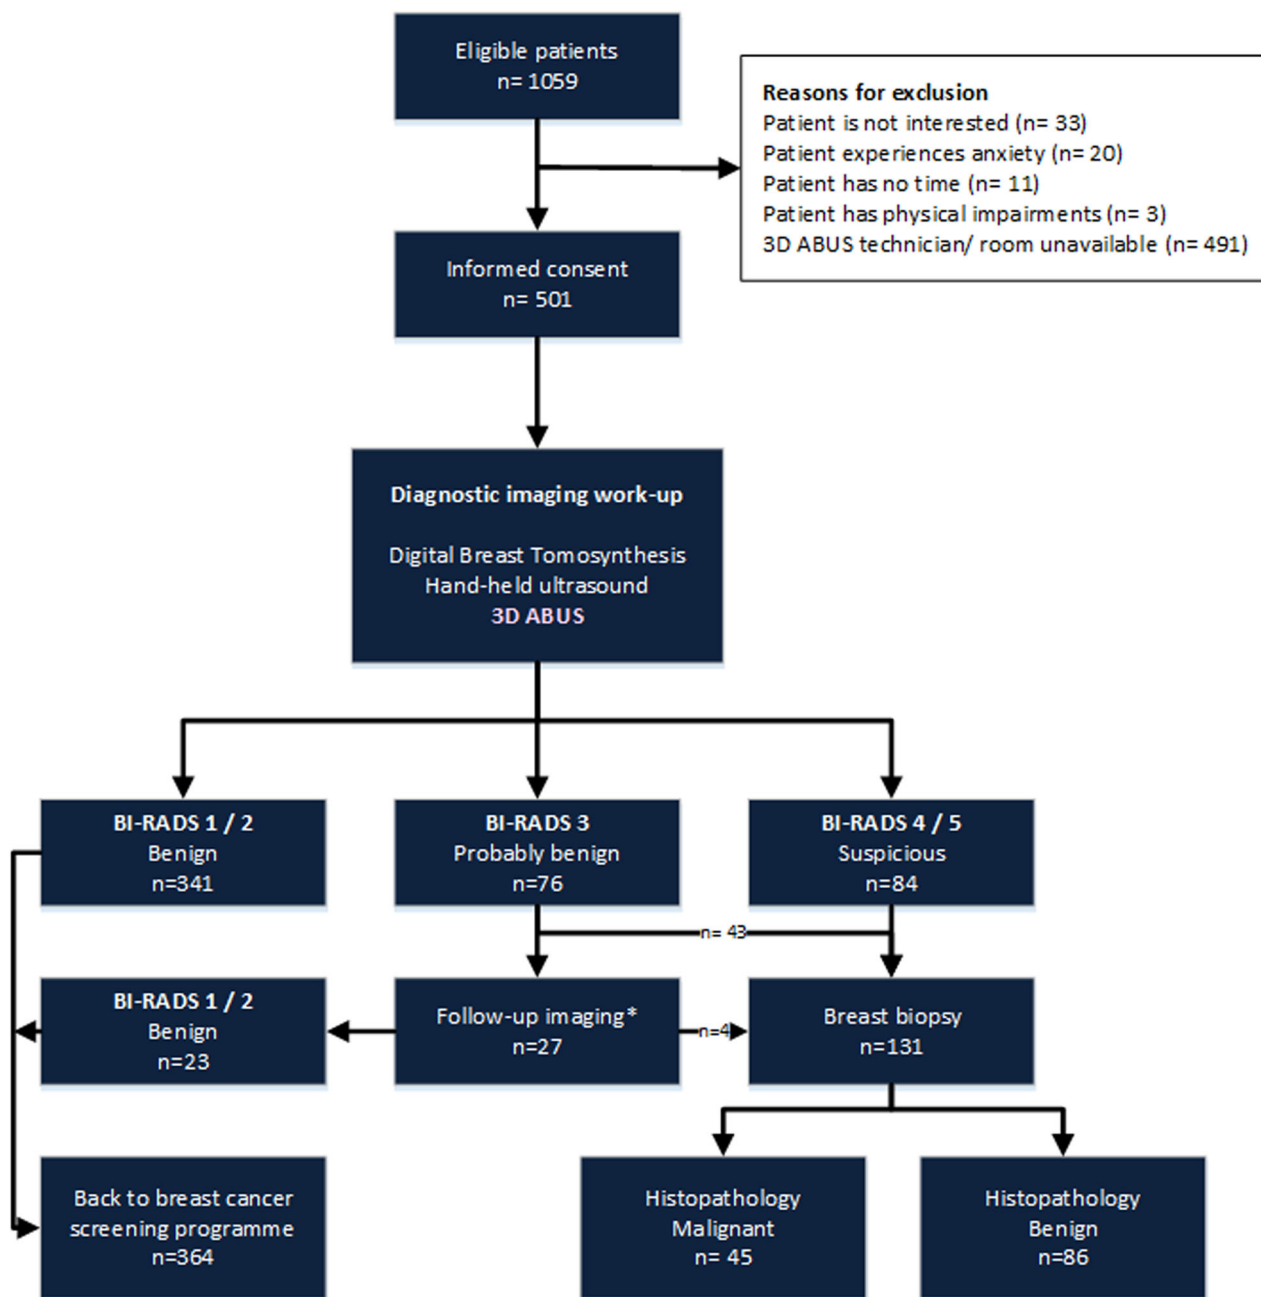 Eligible patients
n= 1059
Reasons for exclusion
Patient is not interested (n= 33)
Patient experiences anxiety (n= 20)
Patient has no time (n= 11)
Patient has physical impairments (n= 3)
3D ABUS technician/ room unavailable (n= 491)
Informed consent
n= 501
Diagnostic imaging work-up
Digital Breast Tomosynthesis
Hand-held ultrasound
3D ABUS
BI-RADS 1 / 2
Benign
n=341
BI-RADS 3
Probably benign
n=76
BI-RADS 4 / 5
Suspicious
n=84
n= 43
BI-RADS 1 / 2
Benign
n=23
Follow-up imaging*
n=27
n=4
Breast biopsy
n=131
Back to breast cancer
screening programme
n=364
Histopathology
Malignant
n= 45
Histopathology
Benign
n=86